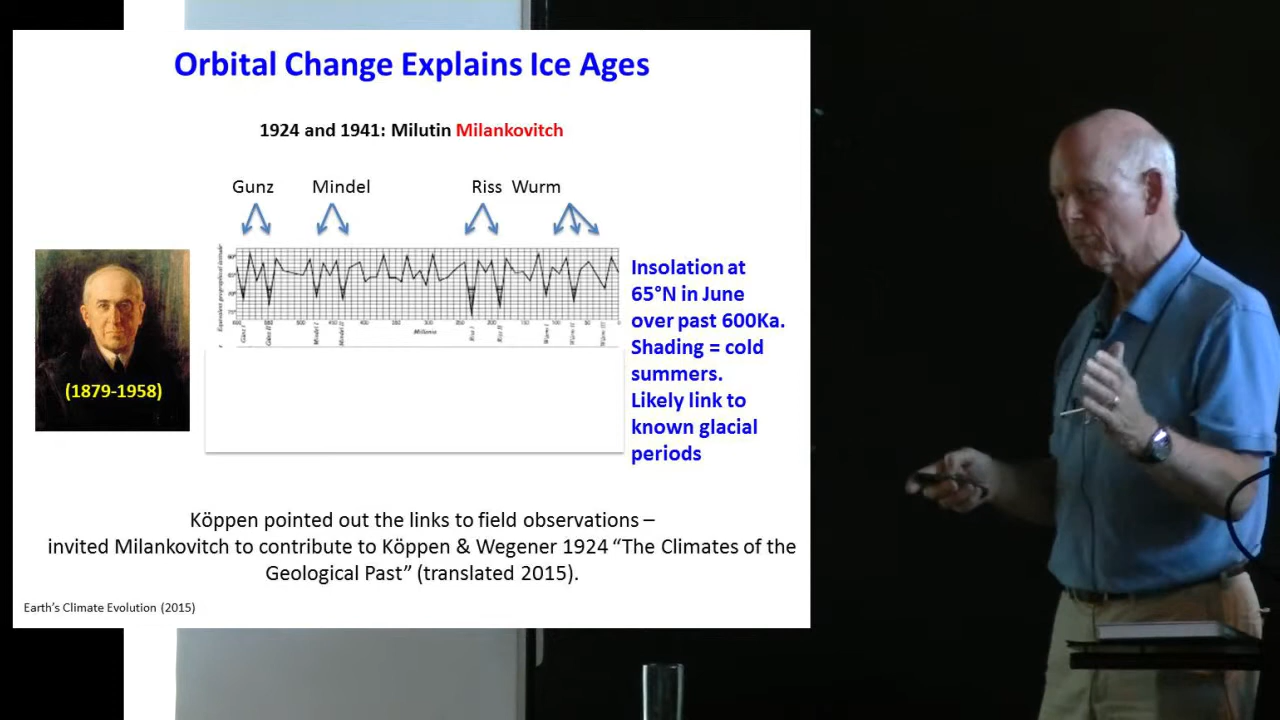 Orbital Change Explains Ice Ages
1924 and 1941: Milutin Milankovitch
Gunz Mindel Riss Wurm
Insolation at
65°N in June
over past 600Ka.
Shading = cold
summers.
Likely link to
known glacial
periods
(1879-1958)
Köppen pointed out the links to field observations –
invited Milankovitch to contribute to Köppen & Wegener 1924 “The Climates of the
Geological Past” (translated 2015).
Earth’s Climate Evolution (2015)